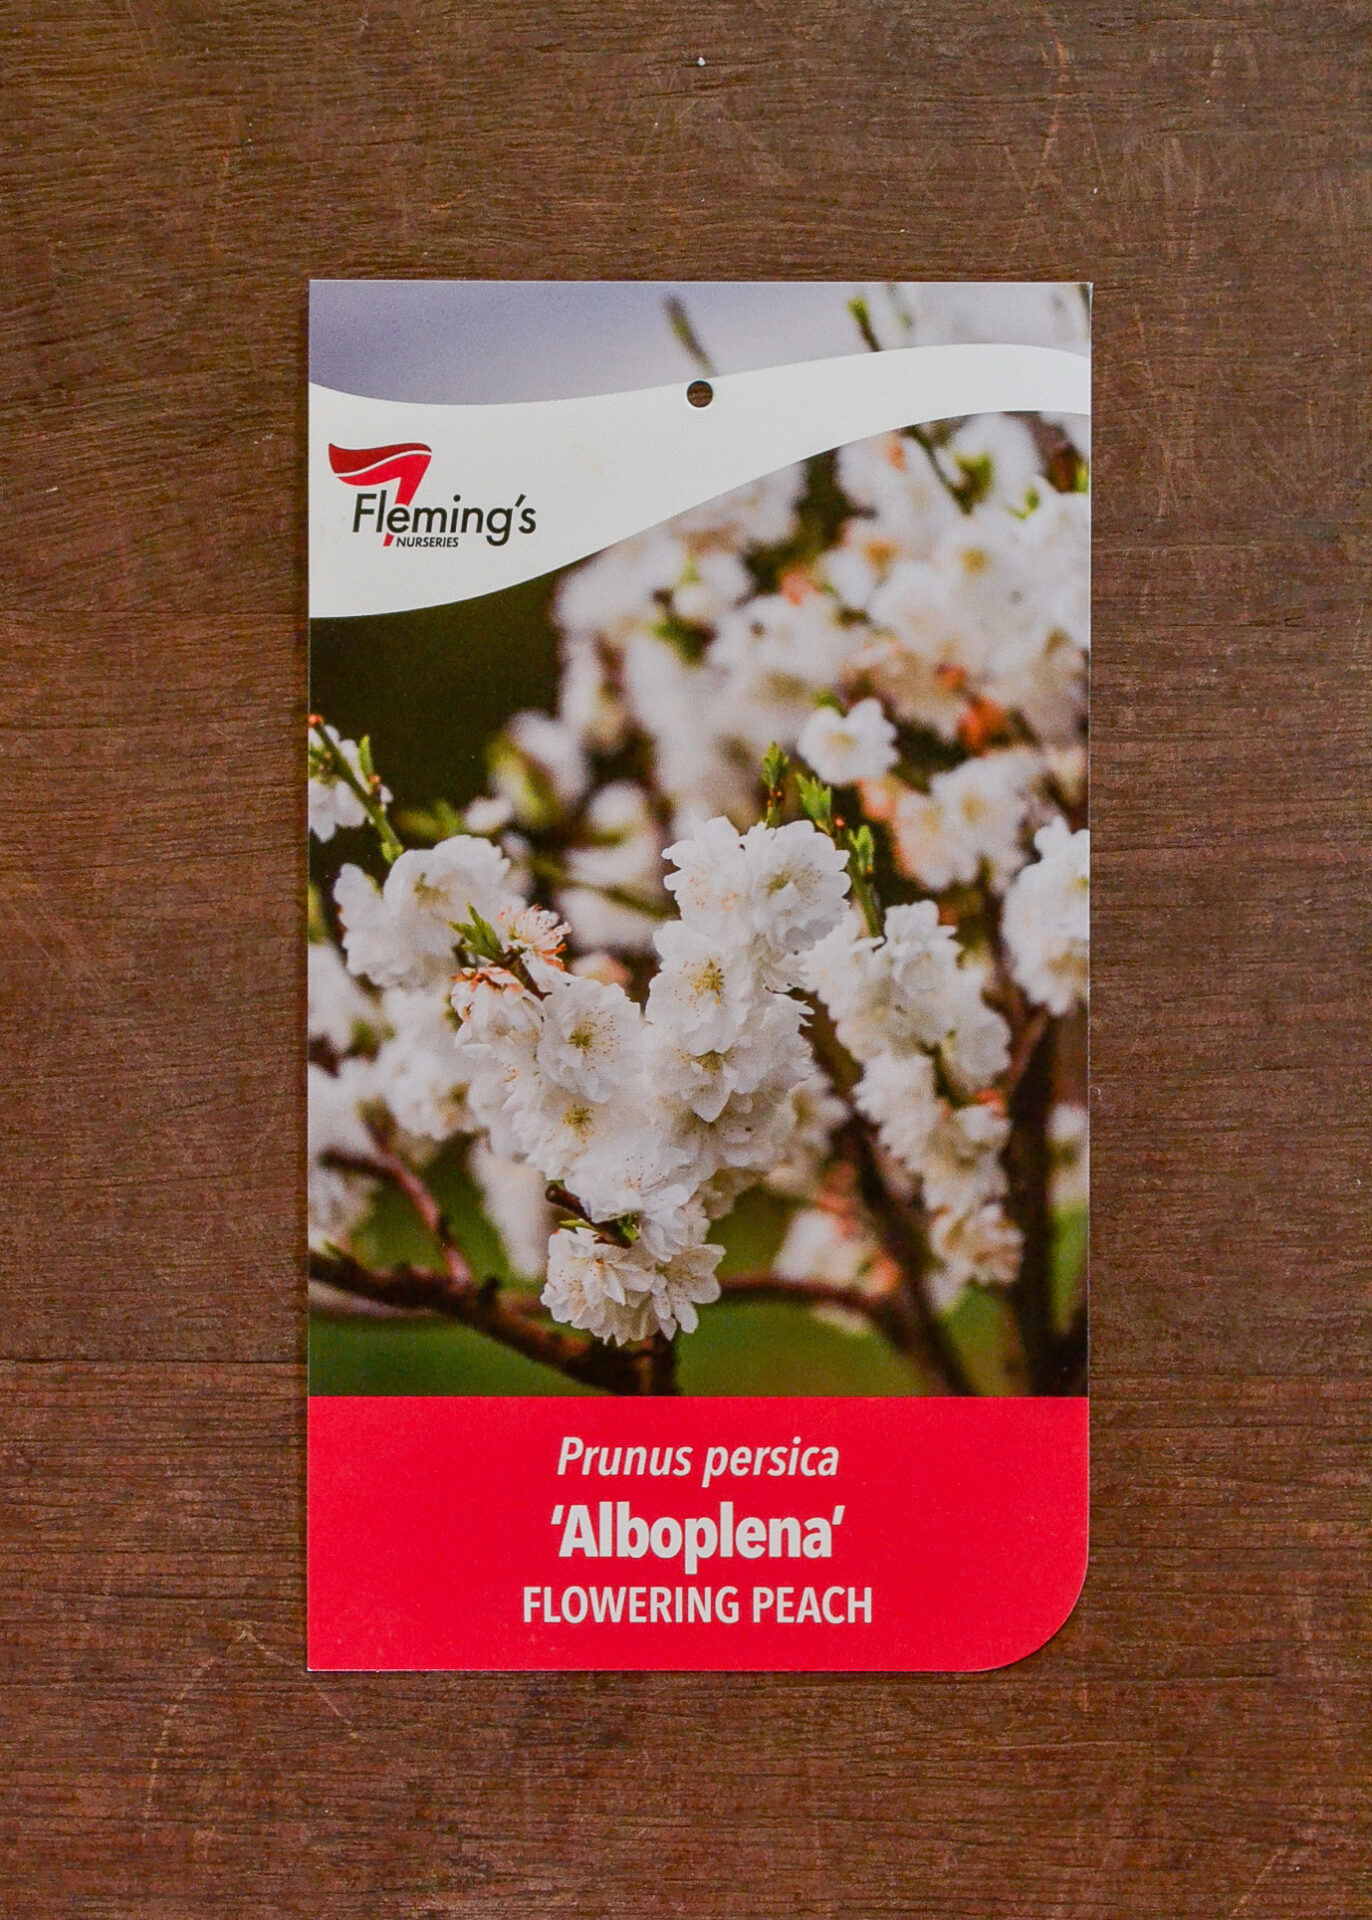 Fleming's
NURSERIES
Prunus persica
‘Alboplena’
FLOWERING PEACH